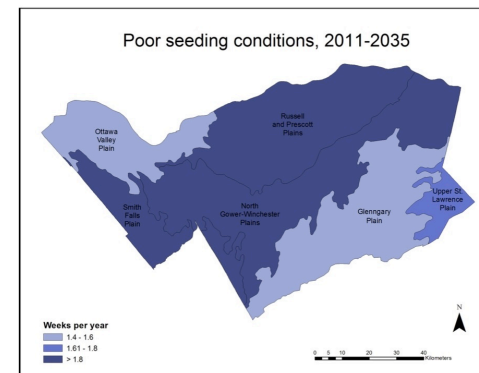 Poor seeding conditions, 2011-2035
Russell
and Prescott
Plains
Ottawa
Valley
Plain
Smith
Falls
Plain
North
Gower-Winchester
Plains
Glenngary
Plain
Upper St.
Lawrence
Plain
N
Weeks per year
1.4 - 1.6
1.61 - 1.8
> 1.8
0 5 10 20 30 40
Kilometers